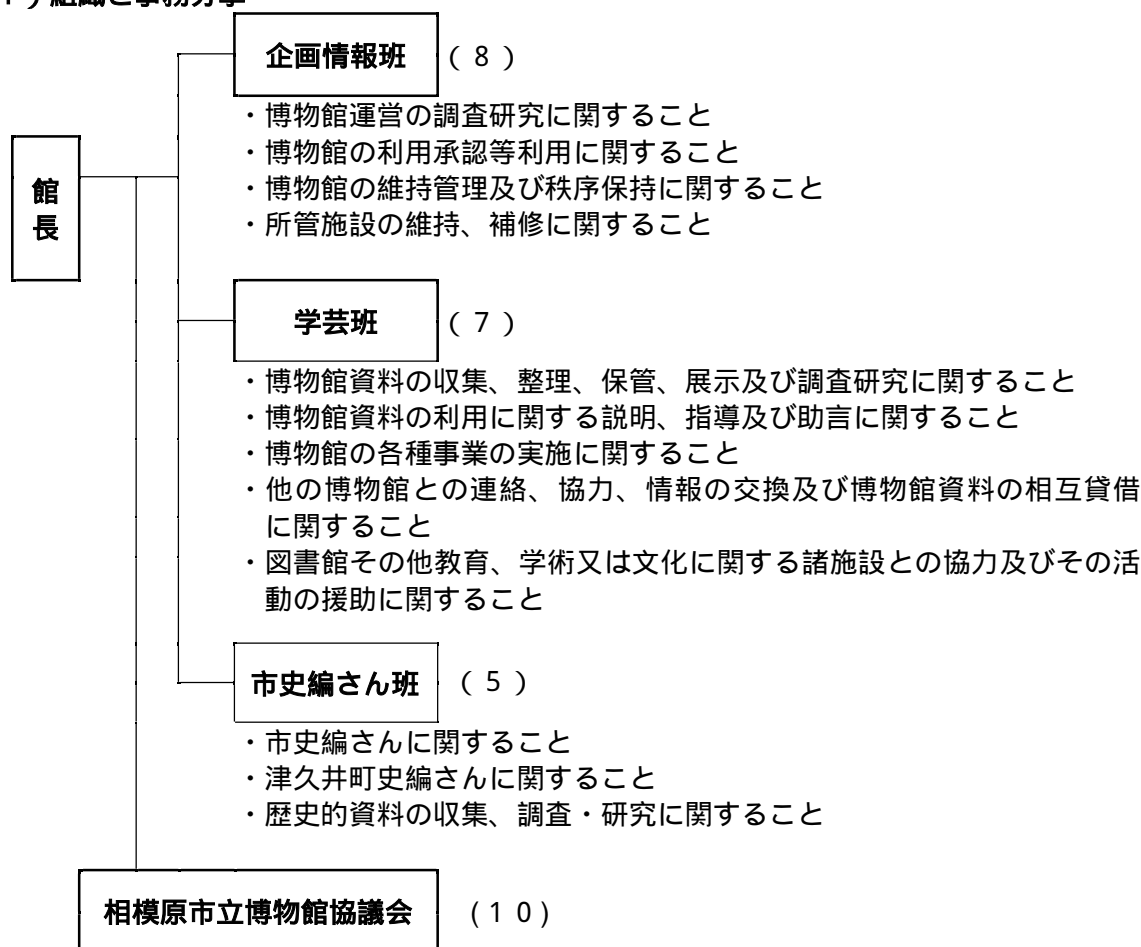 館長
企画情報班 (8)
・博物館運営の調査研究に関すること
・博物館の利用承認等利用に関すること
・博物館の維持管理及び秩序保持に関すること
・所管施設の維持、補修に関すること
学芸班 (7)
・博物館資料の収集、整理、保管、展示及び調査研究に関すること
・博物館資料の利用に関する説明、指導及び助言に関すること
・博物館の各種事業の実施に関すること
・他の博物館との連絡、協力、情報の交換及び博物館資料の相互貸借
に関すること
・図書館その他教育、学術又は文化に関する諸施設との協力及びその活
動の援助に関すること
市史編さん班 (5)
・市史編さんに関すること
・津久井町史編さんに関すること
・歴史的資料の収集、調査・研究に関すること
相模原市立博物館協議会 (10)